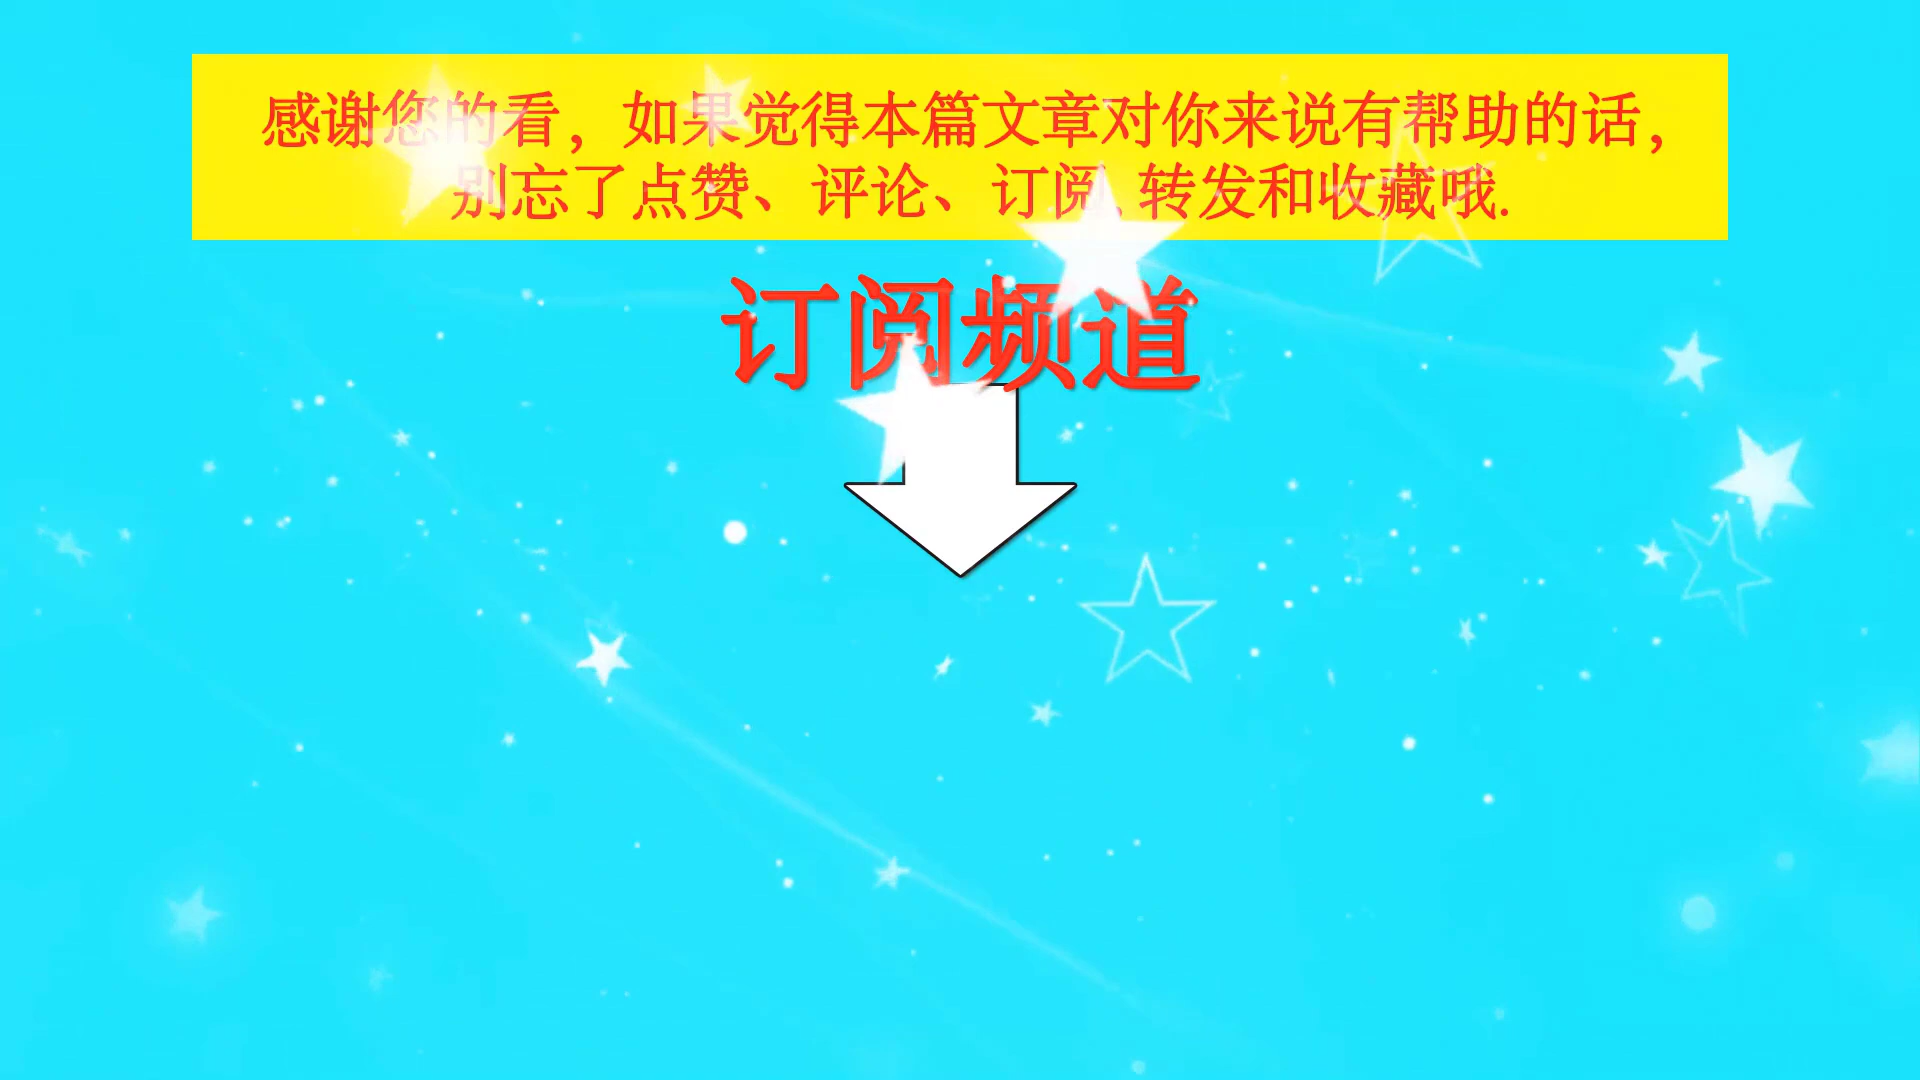 感谢您的看，如果觉得本篇文章对你来说有帮助的话，
别忘了点赞、评论、订阅,转发和收藏哦.
订阅频道